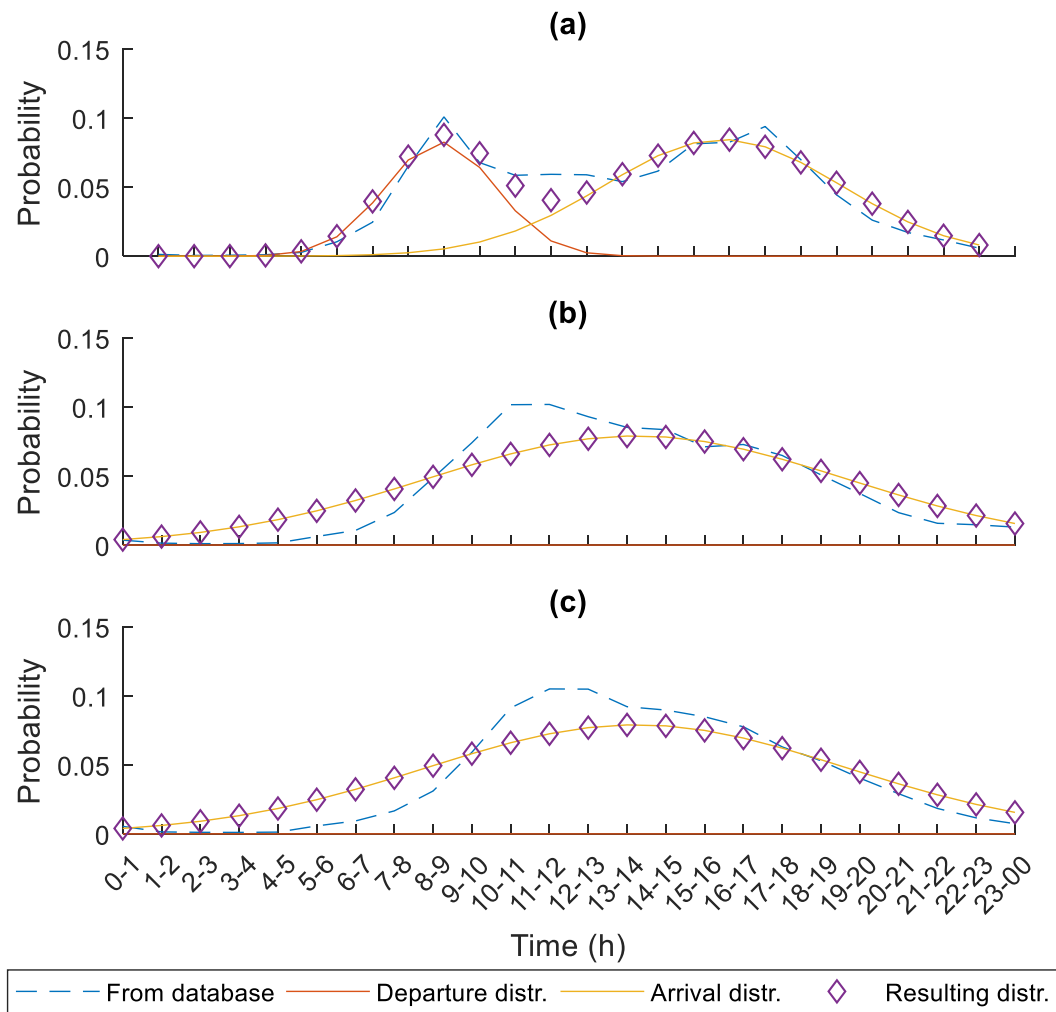 (a)
0.15
0.1
0.05
0
Probability
(b)
0.15
0.1
0.05
0
Probability
(c)
0.15
0.1
0.05
0
Probability
0-1 1-2 2-3 3-4 4-5 5-6 6-7 7-8 8-9 9-10 10-11 11-12 12-13 13-14 14-15 15-16 16-17 17-18 18-19 19-20 20-21 21-22 22-23 23-00
Time (h)
From database Departure distr. Arrival distr. Resulting distr.